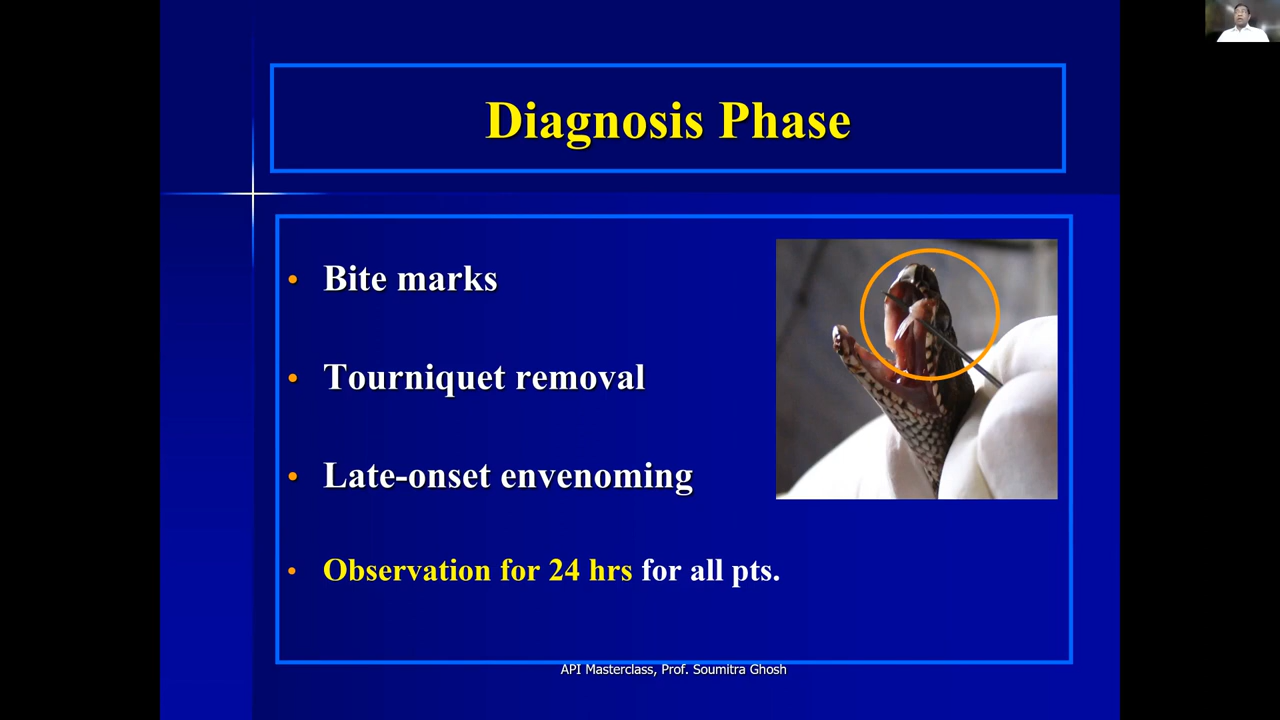 Diagnosis Phase
• Bite marks
• Tourniquet removal
• Late-onset envenoming
• Observation for 24 hrs for all pts.
API Masterclass, Prof. Soumitra Ghosh